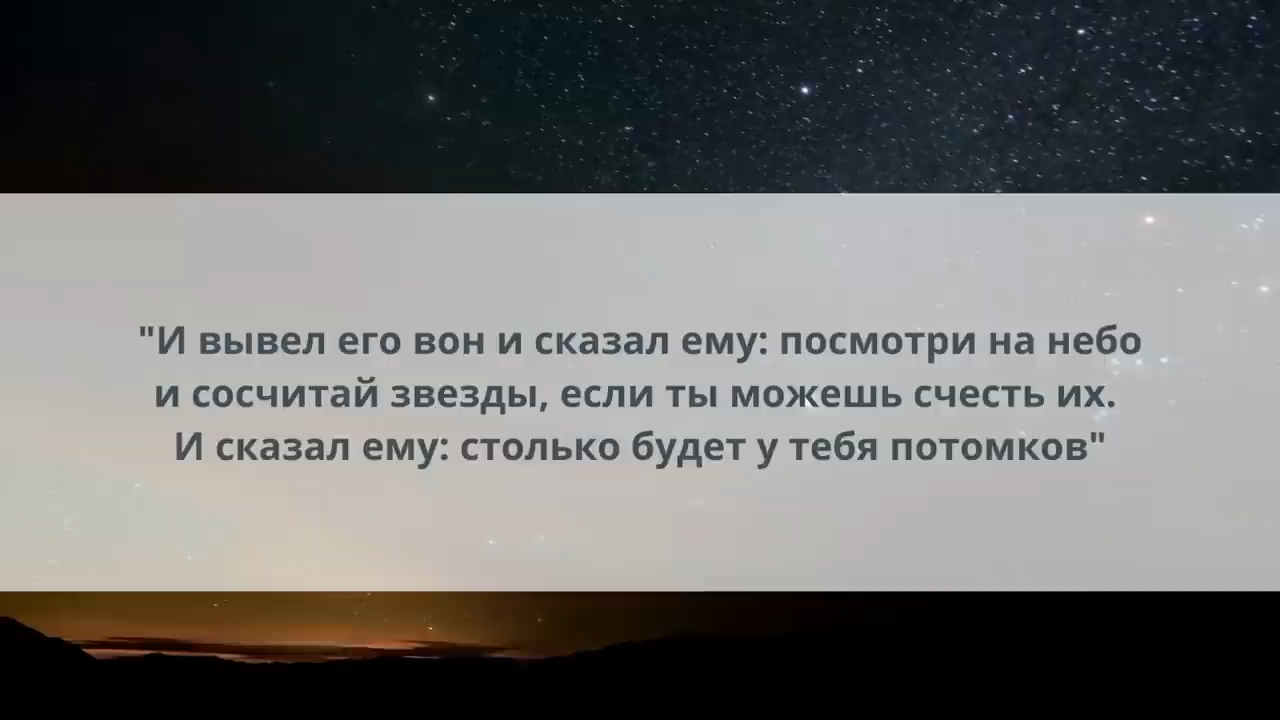 "И вывел его вон и сказал ему: посмотри на небо
и сосчитай звезды, если ты можешь счесть их.
И сказал ему: столько будет у тебя потомков"